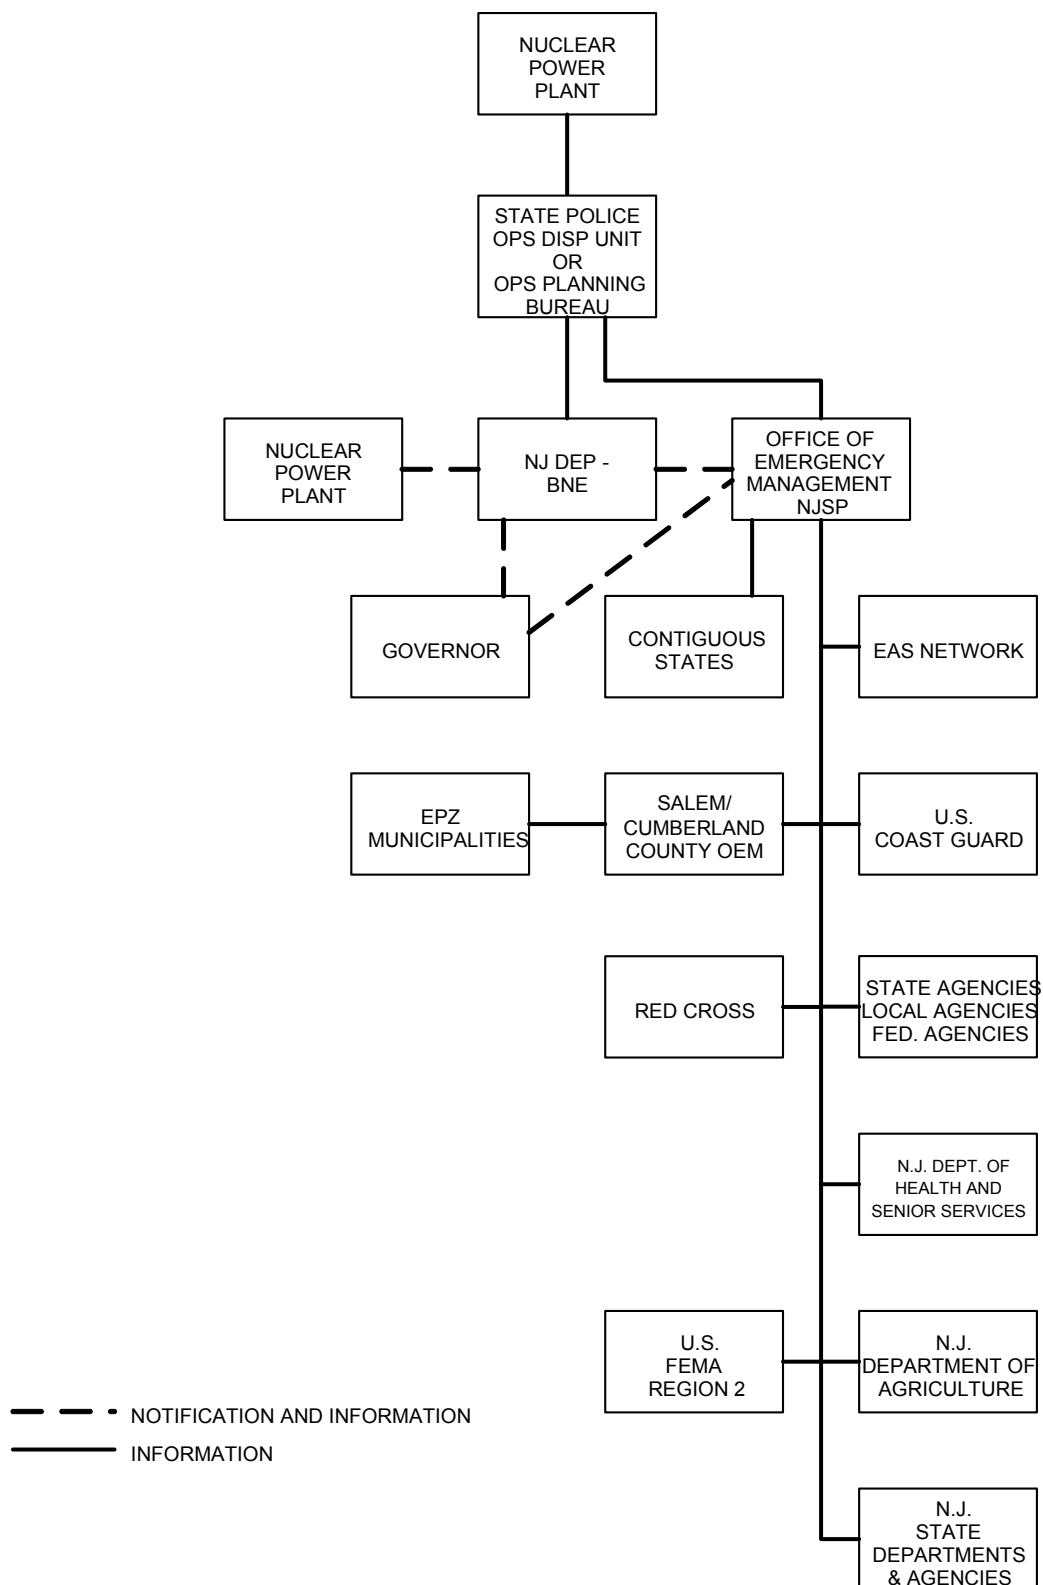 NUCLEAR
POWER
PLANT
STATE POLICE
OPS DISP UNIT
OR
OPS PLANNING
BUREAU
NUCLEAR
POWER
PLANT
NJ DEP -
BNE
OFFICE OF
EMERGENCY
MANAGEMENT
NJSP
GOVERNOR
CONTIGUOUS
STATES
EAS NETWORK
EPZ
MUNICIPALITIES
SALEM/
CUMBERLAND
COUNTY OEM
U.S.
COAST GUARD
RED CROSS
STATE AGENCIES
LOCAL AGENCIES
FED. AGENCIES
N.J. DEPT. OF
HEALTH AND
SENIOR SERVICES
U.S.
FEMA
REGION 2
N.J.
DEPARTMENT OF
AGRICULTURE
NOTIFICATION AND INFORMATION
INFORMATION
N.J.
STATE
DEPARTMENTS
& AGENCIES